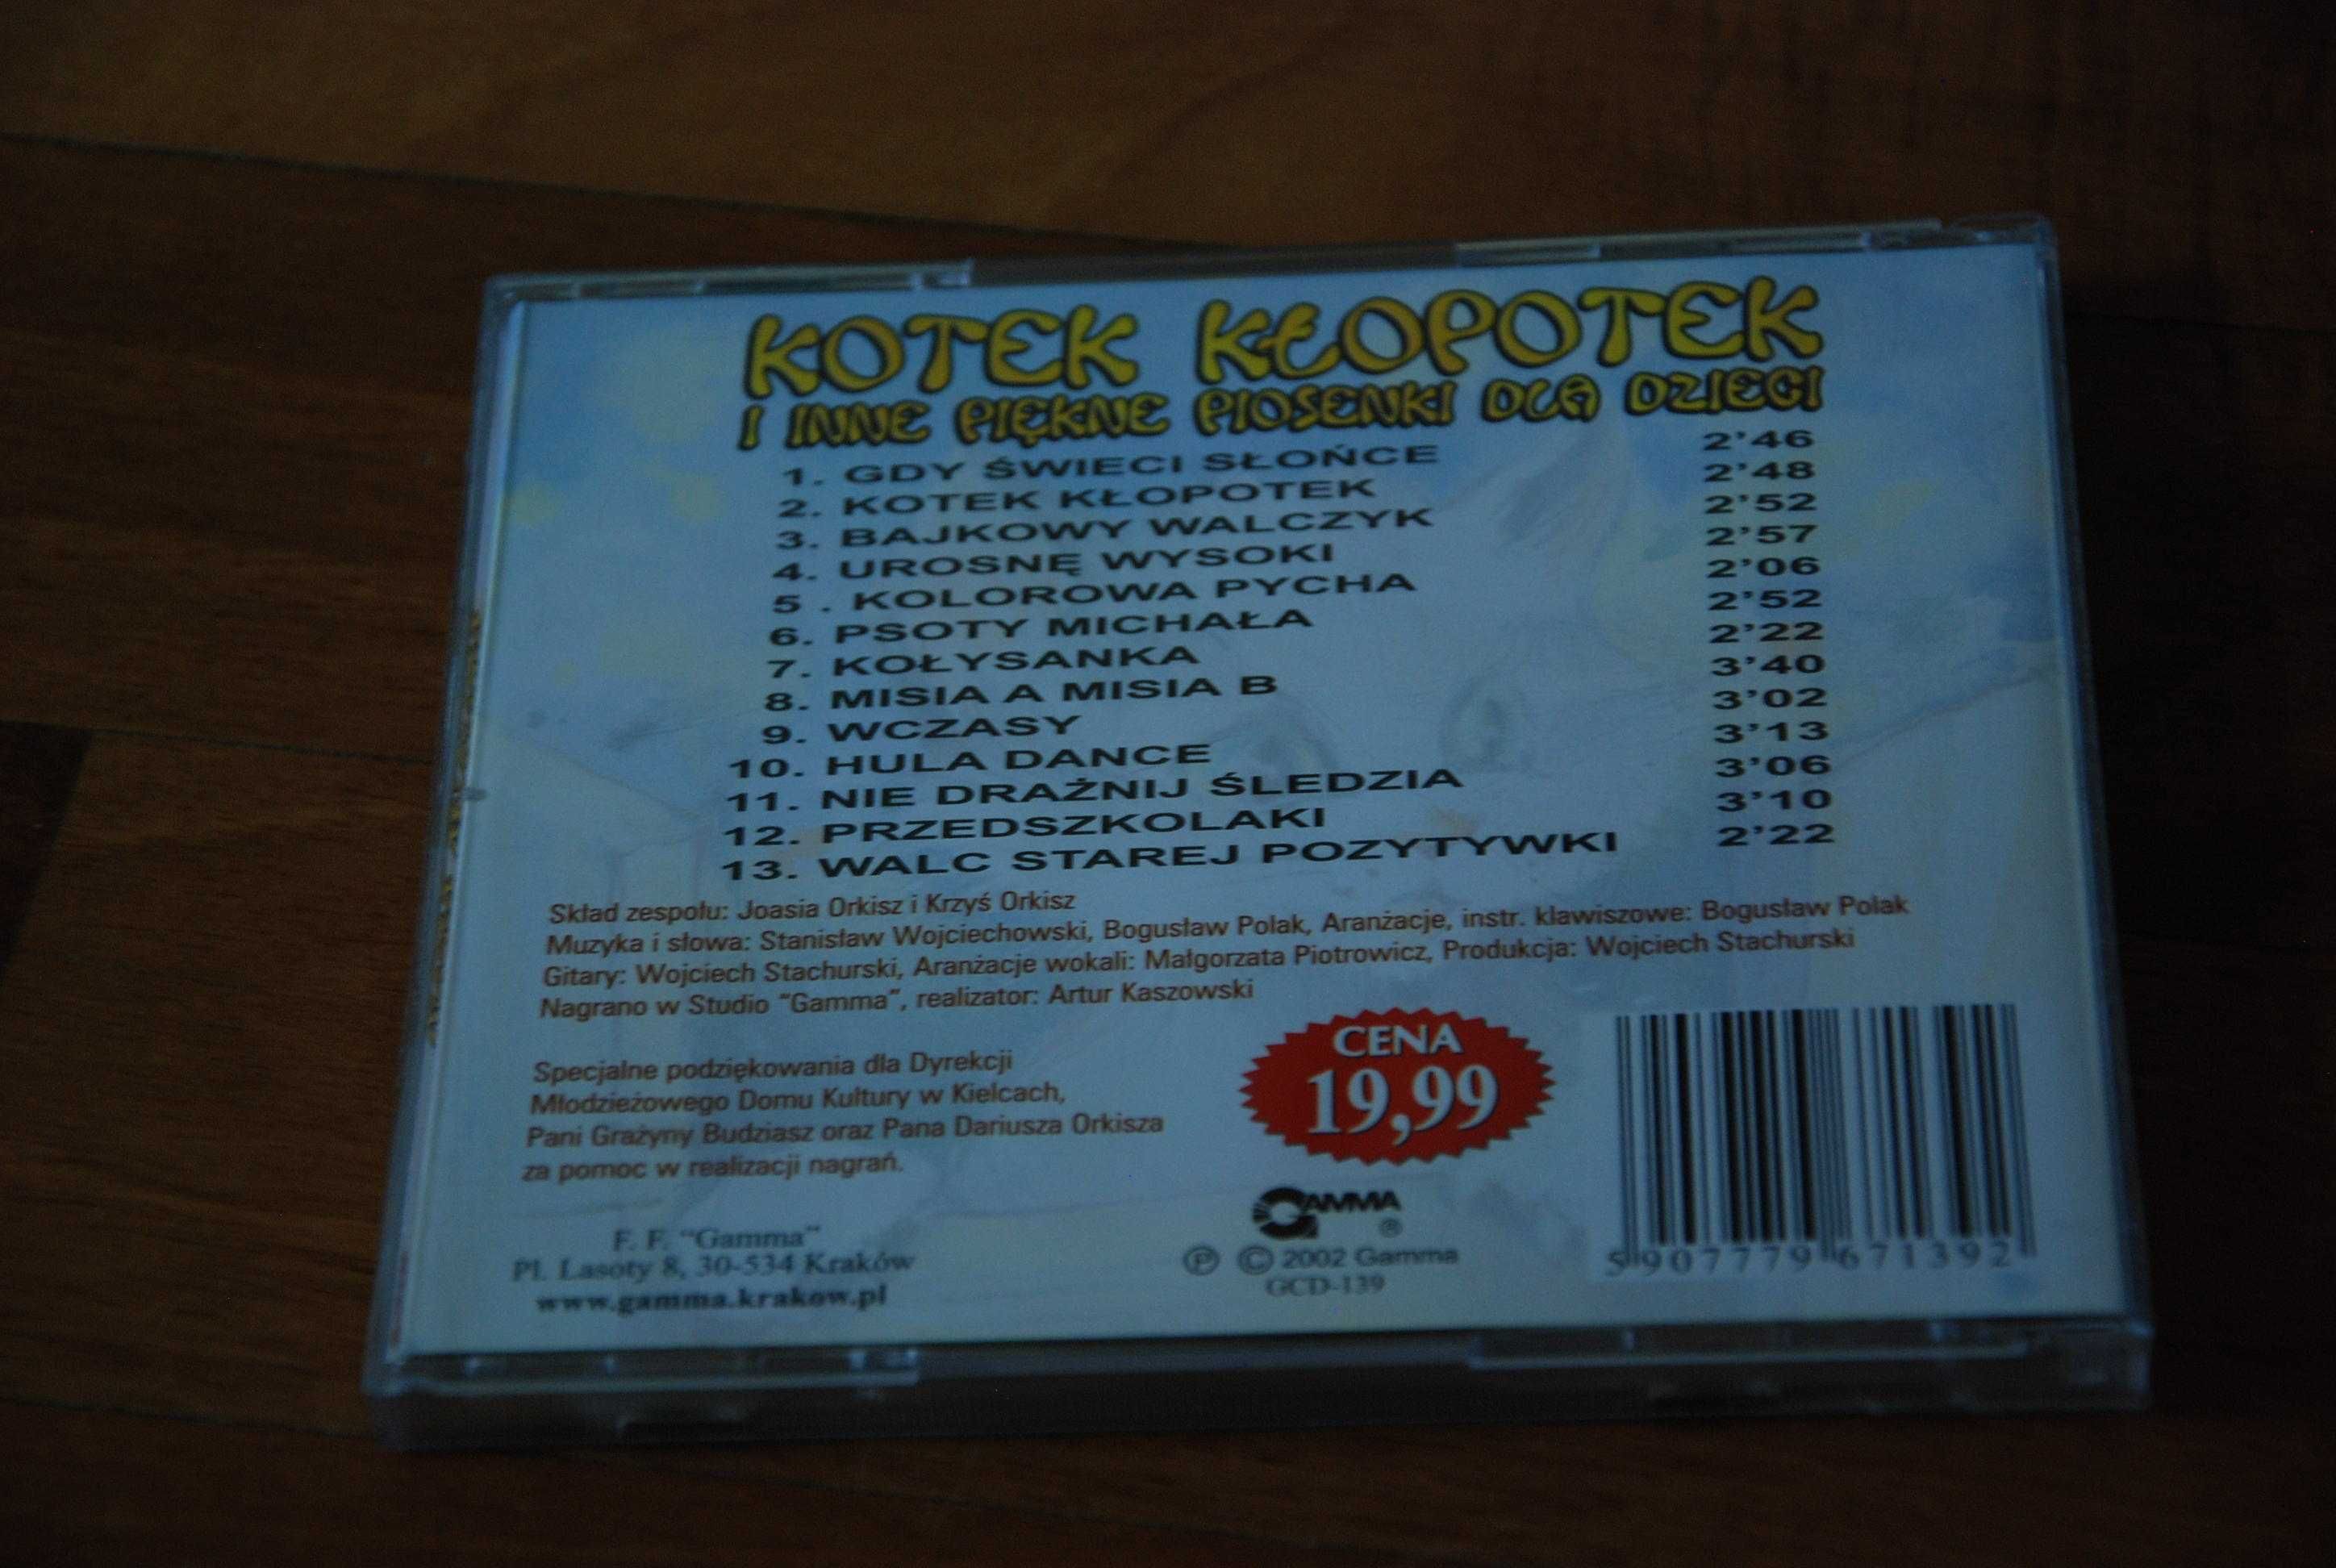 KOTEK KŁOPOTEK
I INNE PIĘKNE PIOSENKI DLA DZIECI
1. GDY ŚWIECI SŁOŃCE 2'46
2. KOTEK KŁOPOTEK 2'48
3. BAJKOWY WALCZYK 2'52
4. UROSNĘ WYSOKI 2'57
5 . KOLOROWA PYCHA 2'06
6. PSOTY MICHAŁA 2'52
7. KOŁYSANKA 2'22
8. MISIA A MISIA B 3'40
9. WCZASY 3'02
10. HULA DANCE 3'13
11. NIE DRAŻNIJ ŚLEDZIA 3'06
12. PRZEDSZKOLAKI 3'10
13. WALC STAREJ POZYTYWKI 2'22
Skład zespołu: Joasia Orkisz i Krzyś Orkisz
Muzyka i słowa: Stanisław Wojciechowski, Bogusław Polak, Aranżacje, instr. klawiszowe: Bogusław Polak
Gitary: Wojciech Stachurski, Aranżacje wokali: Małgorzata Piotrowicz, Produkcja: Wojciech Stachurski
Nagrano w Studio "Gamma", realizator: Artur Kaszowski
Specjalne podziękowania dla Dyrekcji
Młodzieżowego Domu Kultury w Kielcach,
Pani Grażyny Budziasz oraz Pana Dariusza Orkisza
za pomoc w realizacji nagrań.
CENA
19,99
F. F. "Gamma"
Pl. Lasoty 8, 30-534 Kraków
www.gamma.krakow.pl
GAMMA ®
℗ © 2002 Gamma
GCD-139
5 907779 671392